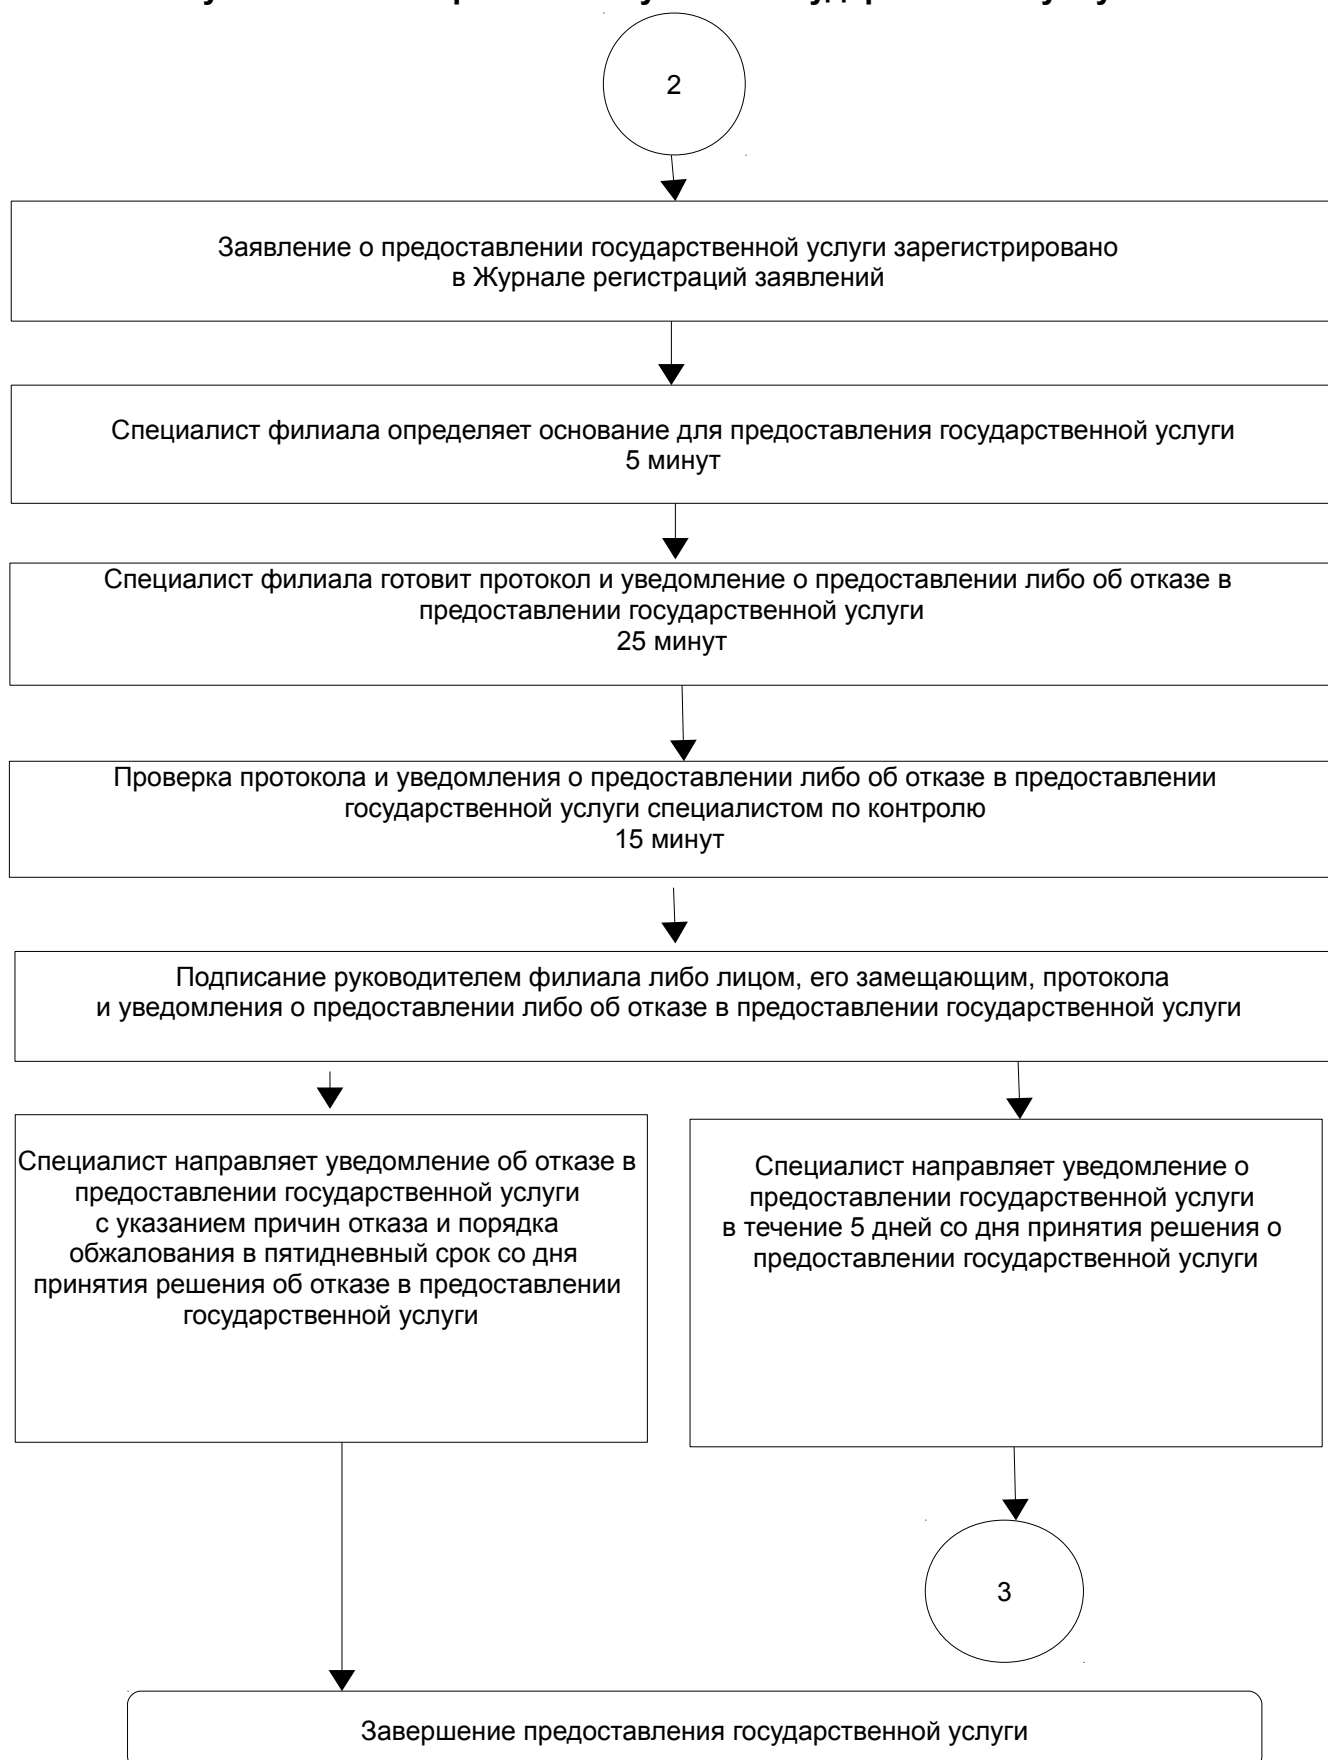 2
Заявление о предоставлении государственной услуги зарегистрировано
в Журнале регистраций заявлений
Специалист филиала определяет основание для предоставления государственной услуги
5 минут
Специалист филиала готовит протокол и уведомление о предоставлении либо об отказе в
предоставлении государственной услуги
25 минут
Проверка протокола и уведомления о предоставлении либо об отказе в предоставлении
государственной услуги специалистом по контролю
15 минут
Подписание руководителем филиала либо лицом, его замещающим, протокола
и уведомления о предоставлении либо об отказе в предоставлении государственной услуги
Специалист направляет уведомление об отказе в
предоставлении государственной услуги
с указанием причин отказа и порядка
обжалования в пятидневный срок со дня
принятия решения об отказе в предоставлении
государственной услуги
Специалист направляет уведомление о
предоставлении государственной услуги
в течение 5 дней со дня принятия решения о
предоставлении государственной услуги
3
Завершение предоставления государственной услуги